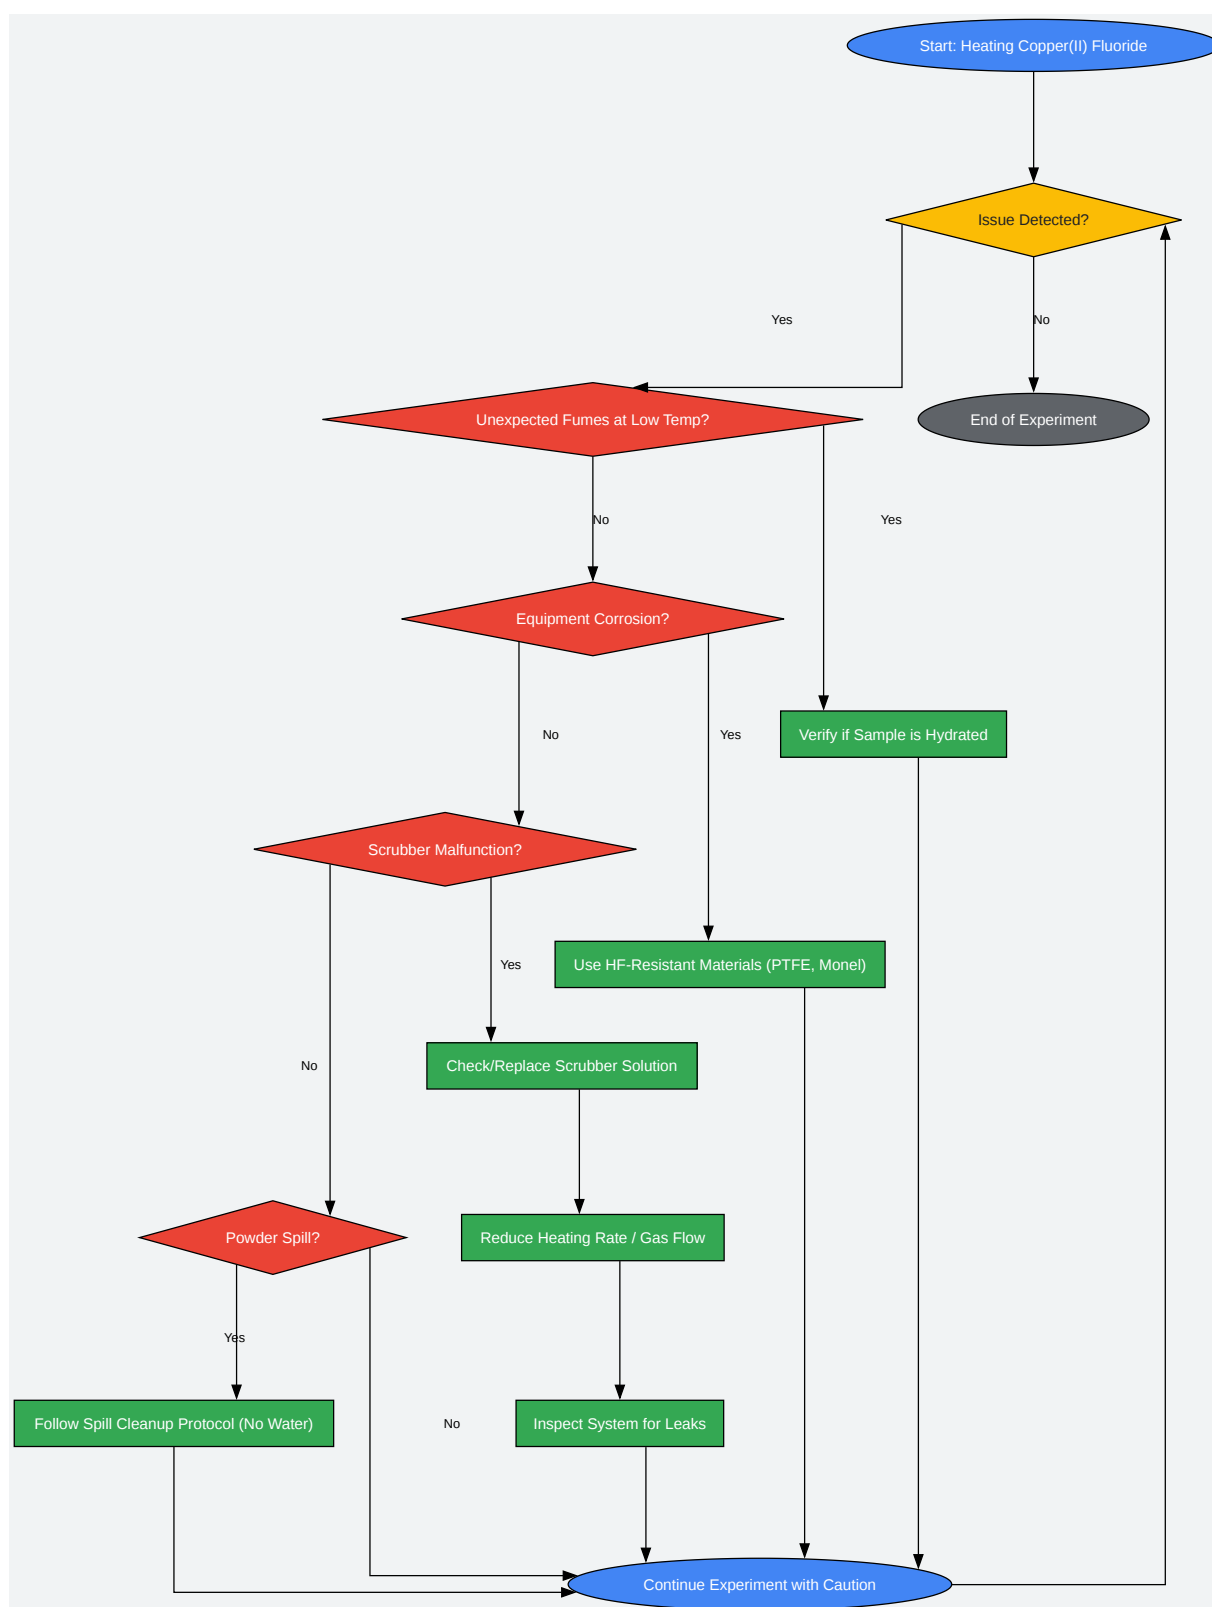 Start: Heating Copper(II) Fluoride
Issue Detected?
Yes
No
Unexpected Fumes at Low Temp?
End of Experiment
No
Yes
Equipment Corrosion?
No
Yes
Verify if Sample is Hydrated
Scrubber Malfunction?
Yes
Use HF-Resistant Materials (PTFE, Monel)
No
Check/Replace Scrubber Solution
Powder Spill?
Reduce Heating Rate / Gas Flow
Yes
Follow Spill Cleanup Protocol (No Water)
No
Inspect System for Leaks
Continue Experiment with Caution